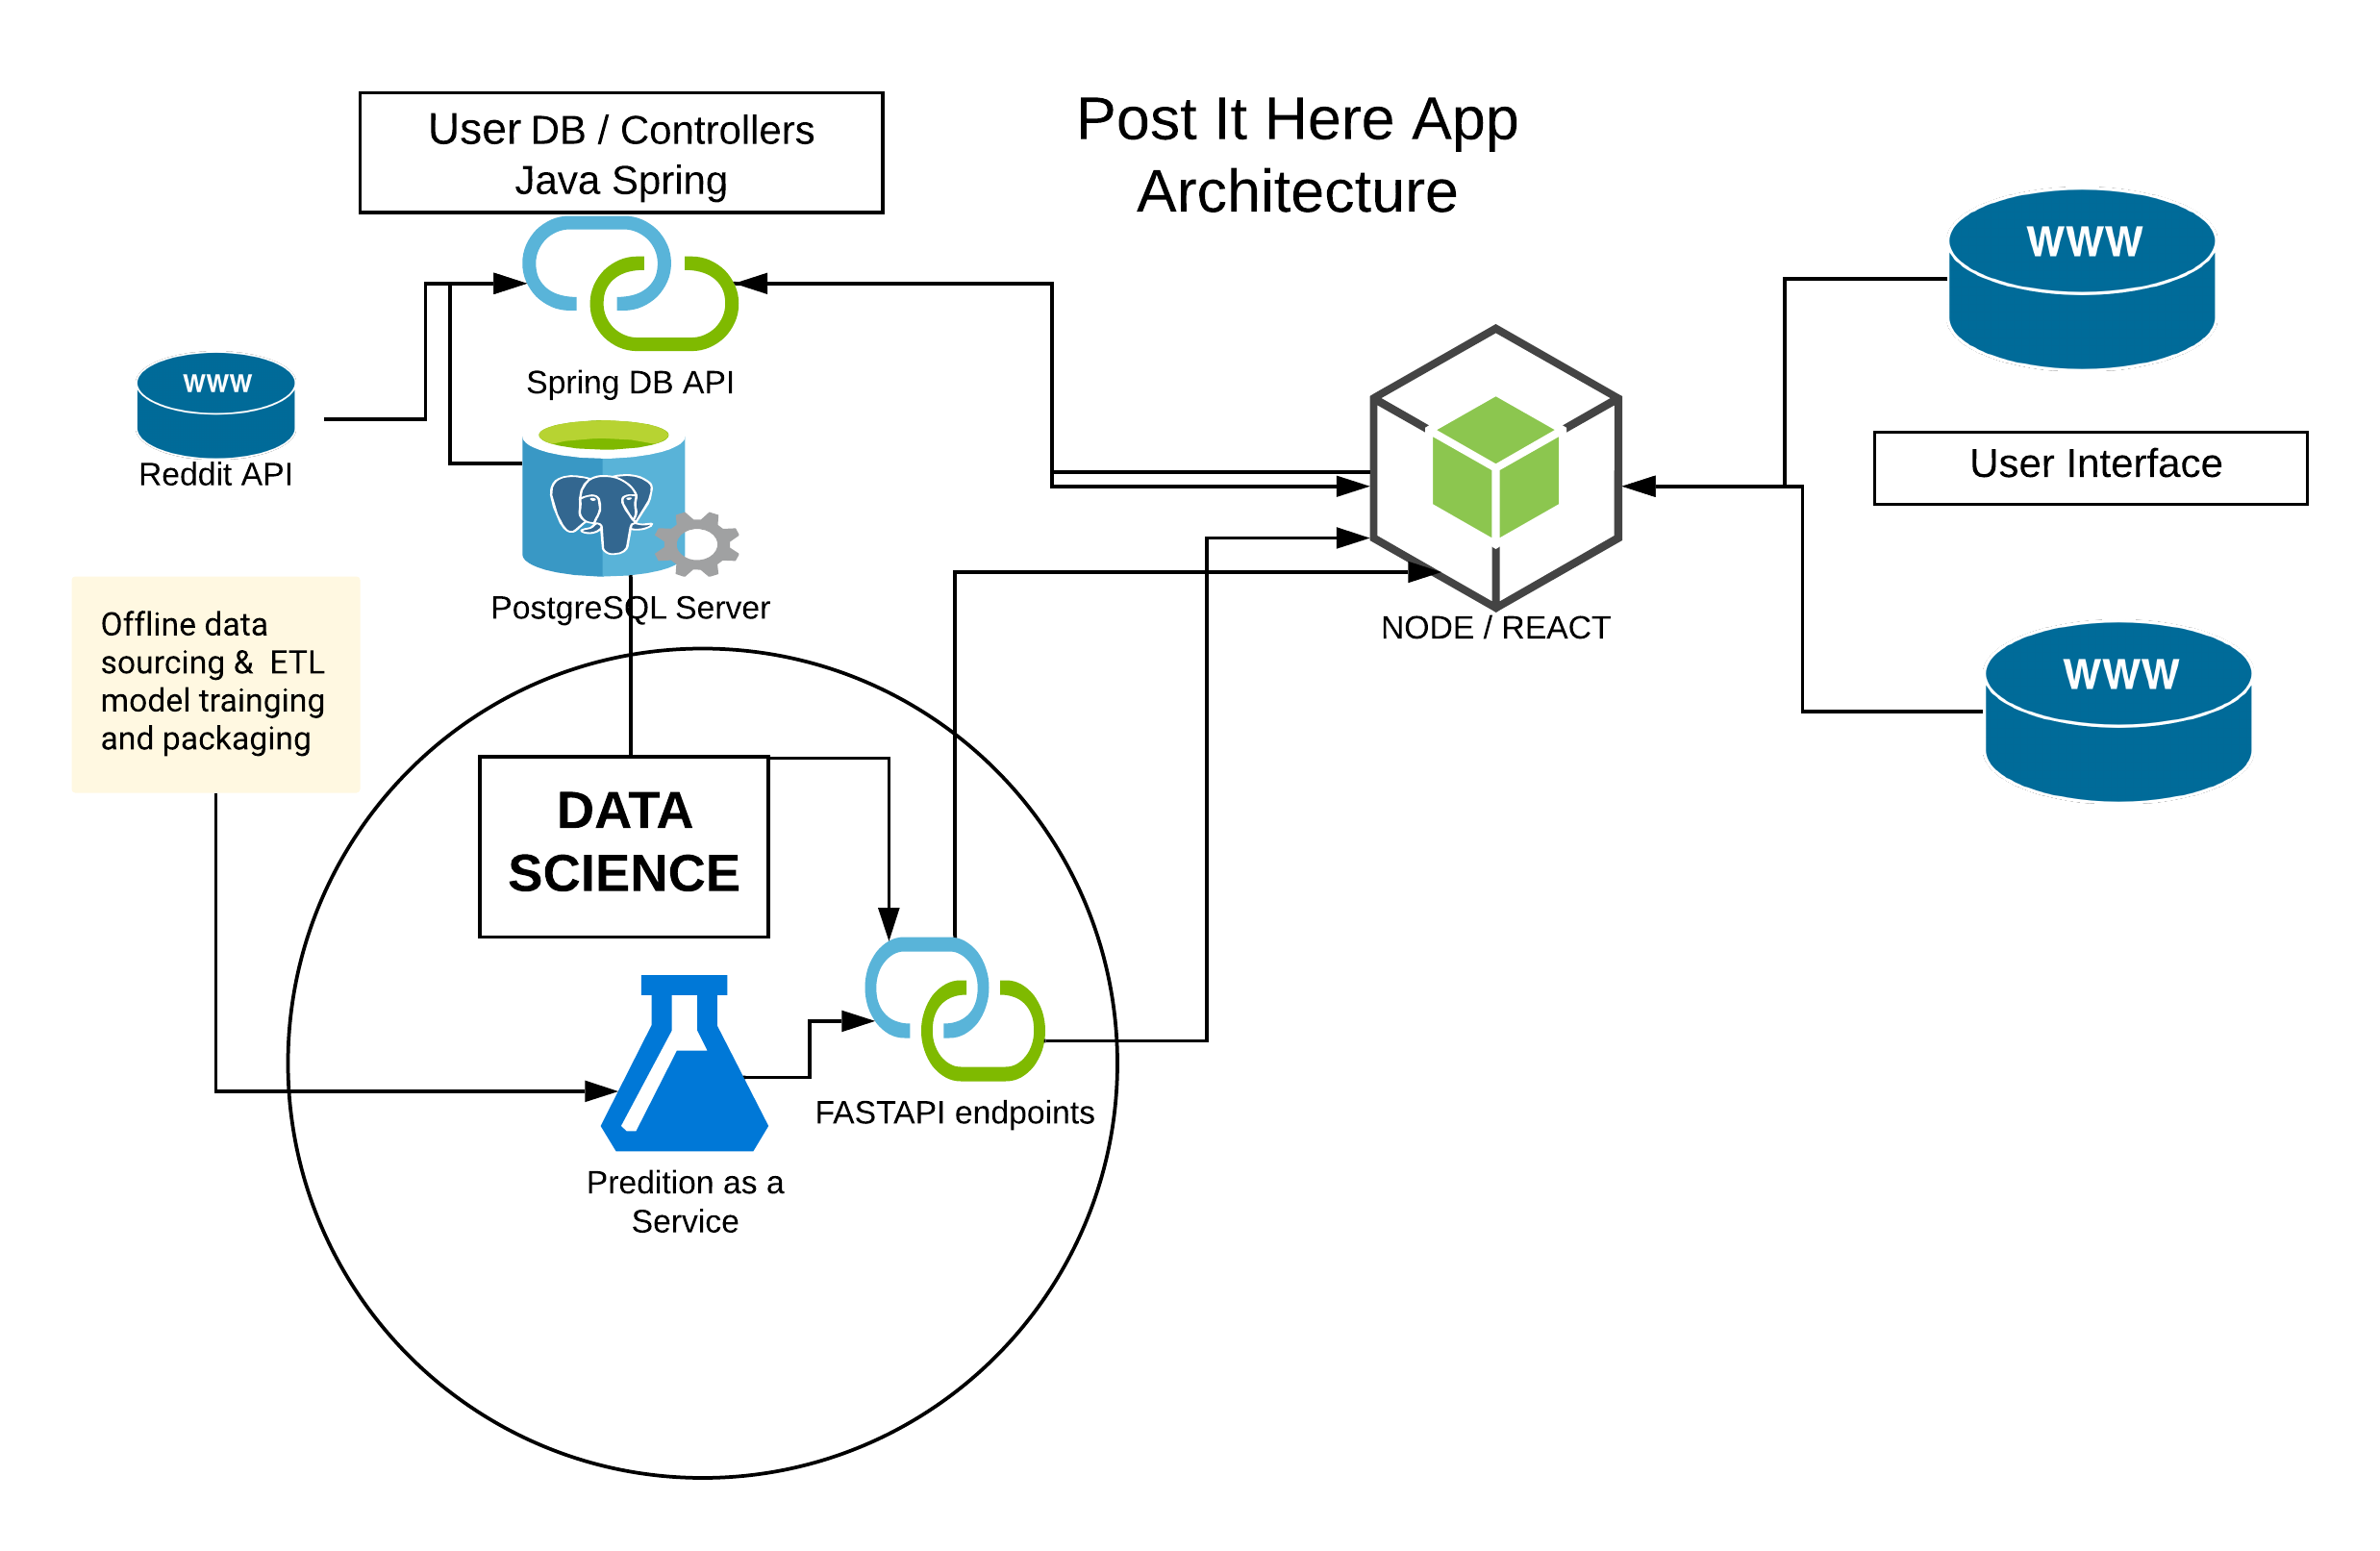 User DB / Controllers
Java Spring
Post It Here App
Architecture
www
www
Spring DB API
Reddit API
User Interface
PostgreSQL Server
NODE / REACT
Offline data
sourcing &  ETL
model trainging
and packaging
www
DATA
SCIENCE
FASTAPI endpoints
Predition as a
Service